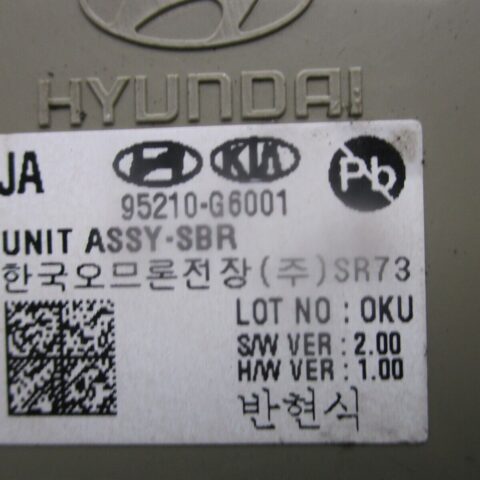 HYUNDAI
JA KIA Pb
95210-G6001
UNIT ASSY-SBR
한국오므론전장(주)SR73
LOT NO : OKU
S/W VER : 2.00
H/W VER : 1.00
반현식